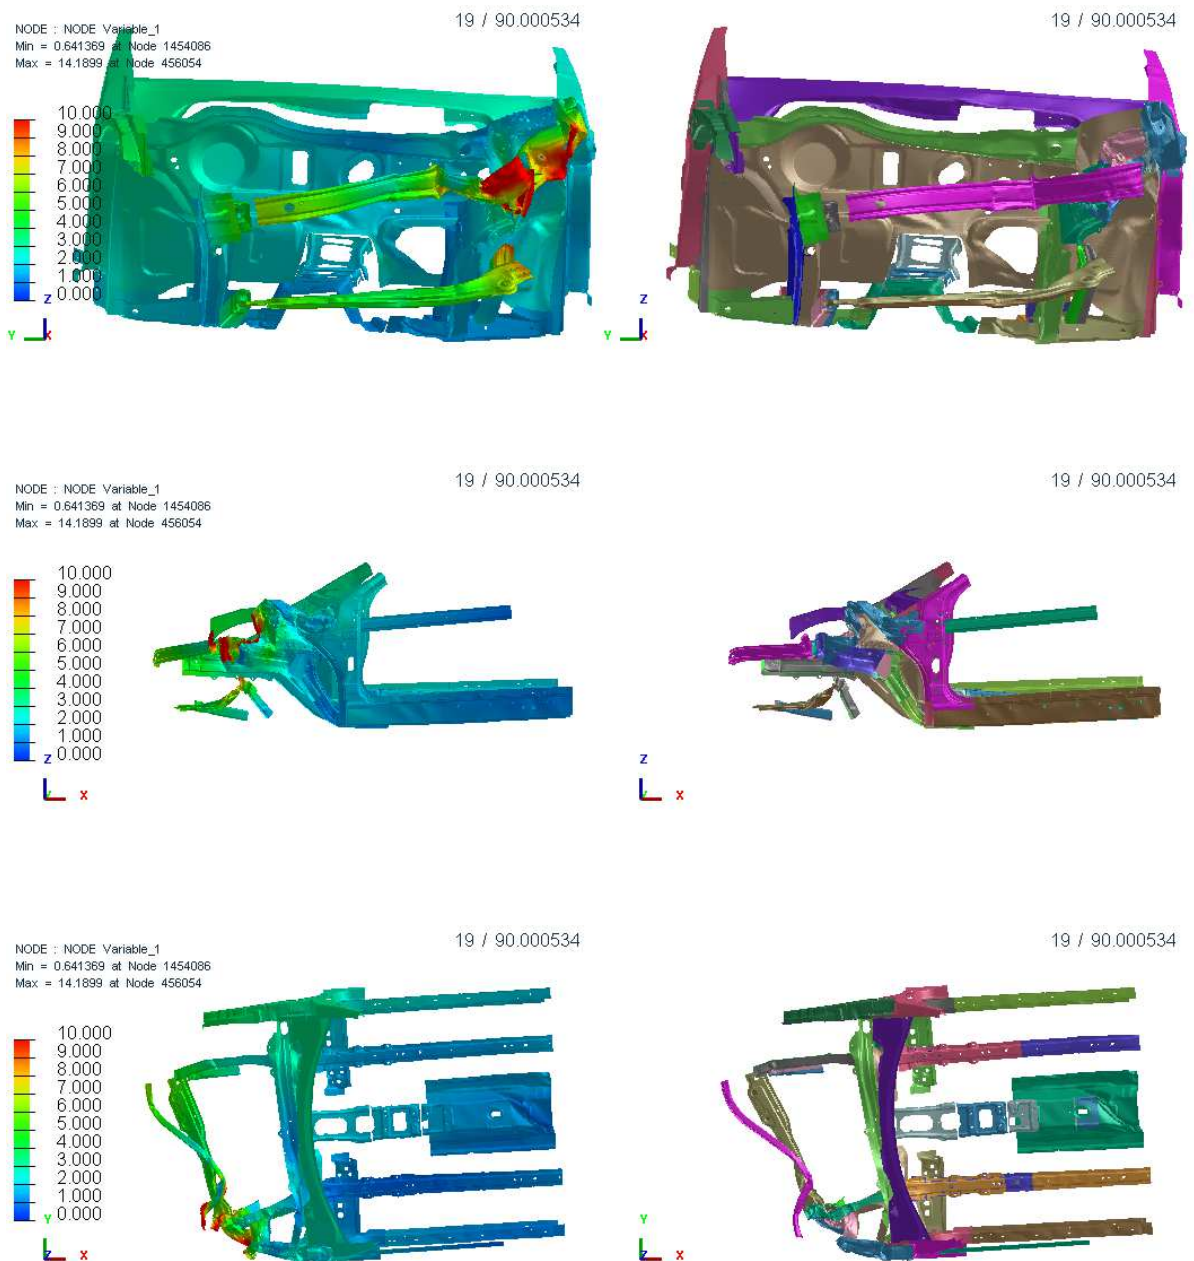 NODE : NODE Variable_1
Min = 0.641369 at Node 1454086
Max = 14.1899 at Node 456054
19 / 90.000534
19 / 90.000534
10.000
9.000
8.000
7.000
6.000
5.000
4.000
3.000
2.000
1.000
0.000
Z
Y
X
Z
Y
X
NODE : NODE Variable_1
Min = 0.641369 at Node 1454086
Max = 14.1899 at Node 456054
19 / 90.000534
19 / 90.000534
10.000
9.000
8.000
7.000
6.000
5.000
4.000
3.000
2.000
1.000
0.000
Z
Y
X
Z
Y
X
NODE : NODE Variable_1
Min = 0.641369 at Node 1454086
Max = 14.1899 at Node 456054
19 / 90.000534
19 / 90.000534
10.000
9.000
8.000
7.000
6.000
5.000
4.000
3.000
2.000
1.000
0.000
Y
Z
X
Y
Z
X